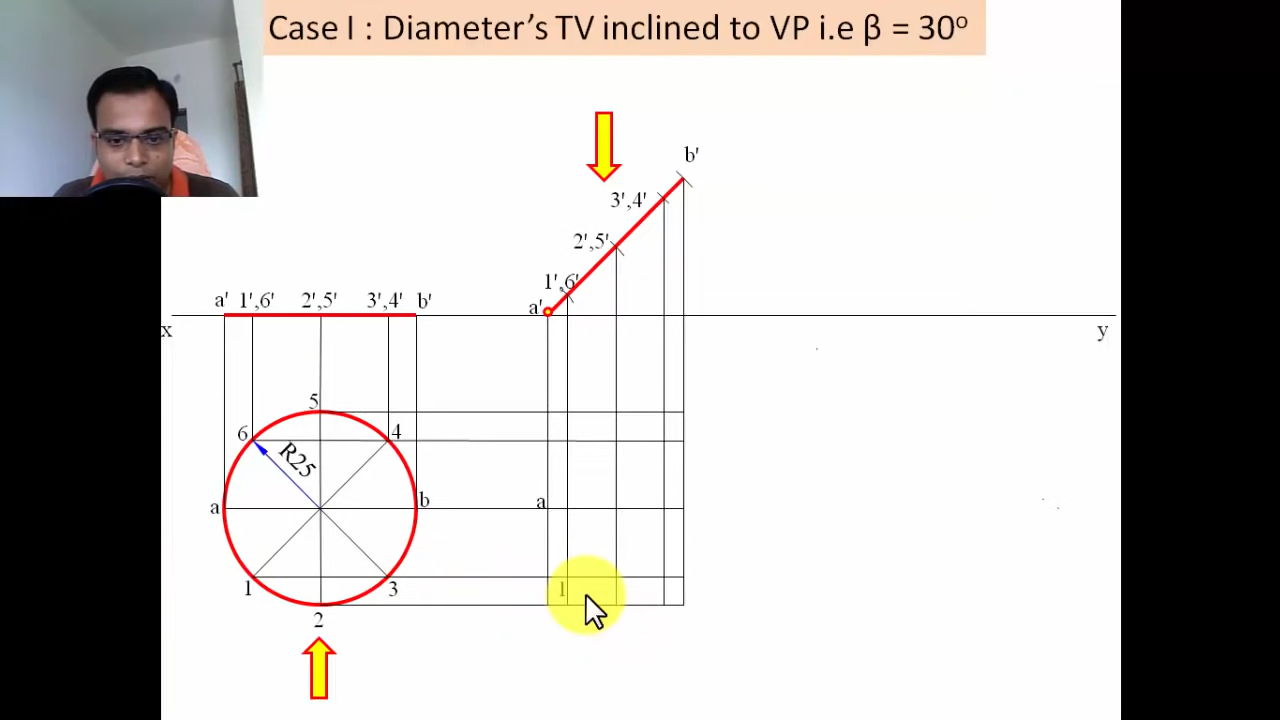 Case I : Diameter's TV inclined to VP i.e β = 30°
b'
3',4'
2',5'
1',6'
a'
a' 1',6' 2',5' 3',4' b'
x
y
5
6
4
R25
a
b
a
1
3
1
2